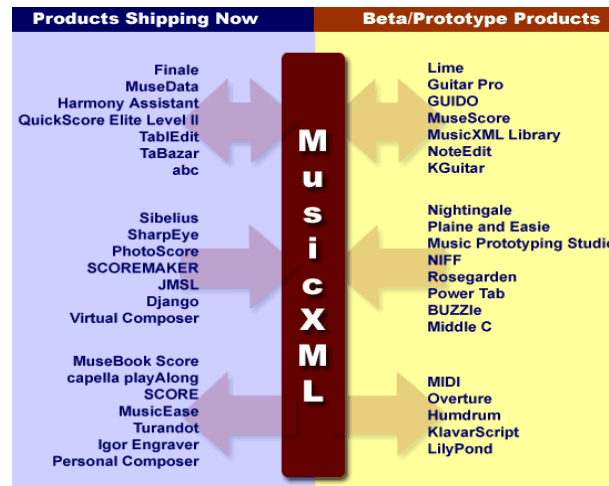 Products Shipping Now
Beta/Prototype Products
Finale
MuseData
Harmony Assistant
QuickScore Elite Level II
TablEdit
TaBazar
abc
Sibelius
SharpEye
PhotoScore
SCOREMAKER
JMSL
Django
Virtual Composer
MuseBook Score
capella playAlong
SCORE
MusicEase
Turandot
Igor Engraver
Personal Composer
MusicXML
Lime
Guitar Pro
GUIDO
MuseScore
MusicXML Library
NoteEdit
KGuitar
Nightingale
Plaine and Easie
Music Prototyping Studio
NIFF
Rosegarden
Power Tab
BUZZle
Middle C
MIDI
Overture
Humdrum
KlavarScript
LilyPond